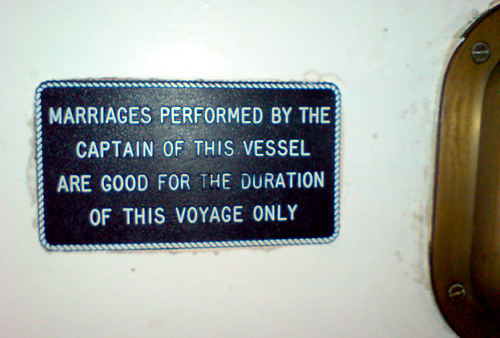 MARRIAGES PERFORMED BY THE
CAPTAIN OF THIS VESSEL
ARE GOOD FOR THE DURATION
OF THIS VOYAGE ONLY